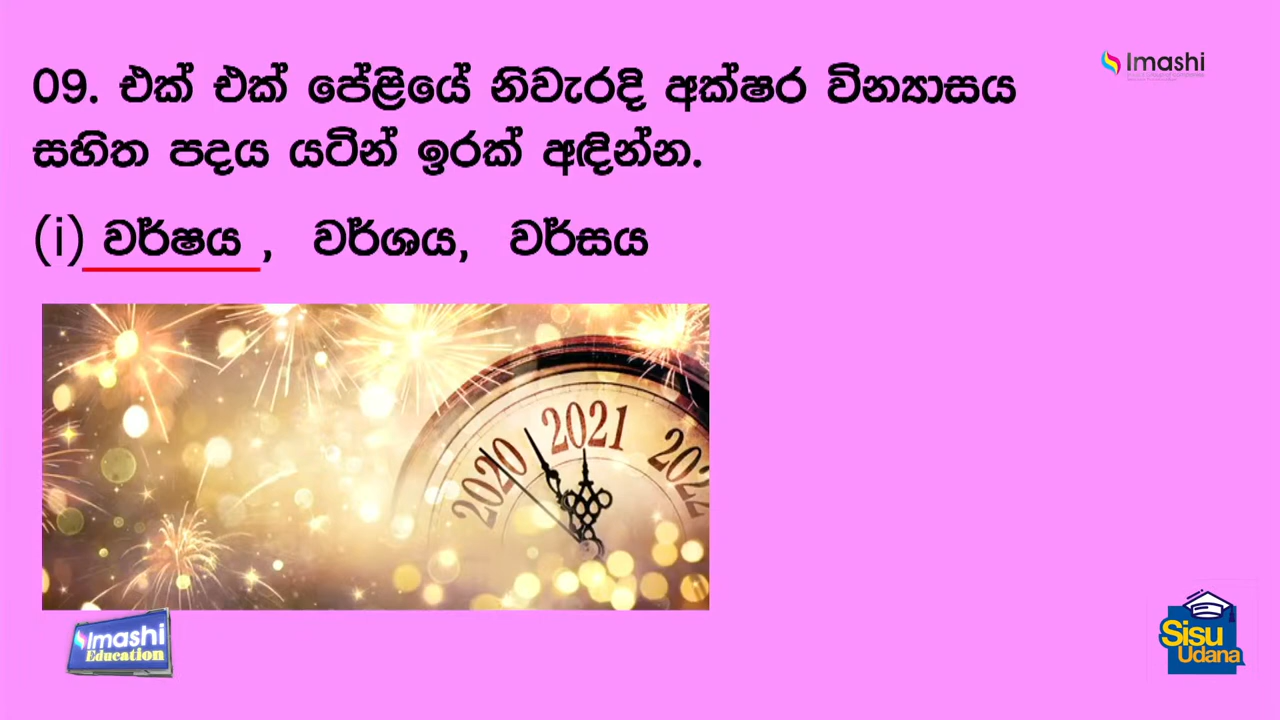 Imashi
09. එක් එක් පේළියේ නිවැරදි අක්ෂර වින්‍යාසය
සහිත පදය යටින් ඉරක් අඳින්න.
(i) වර්ෂය , වර්ශය, වර්සය
2020 2021 2022
Imashi
Education
Sisu
Udana